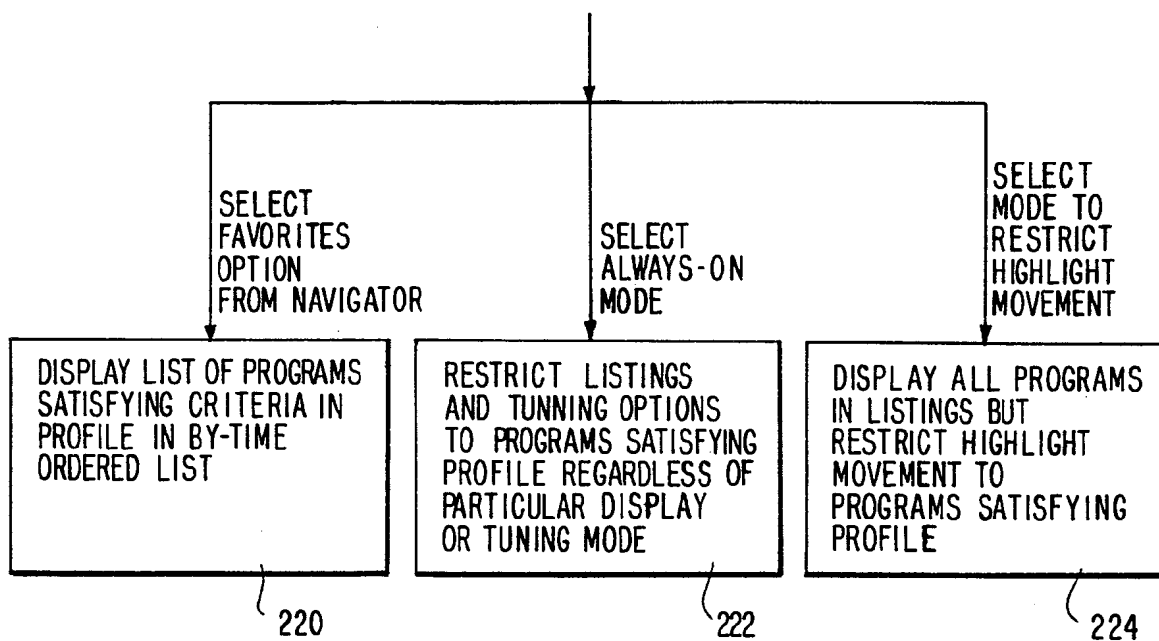 SELECT
FAVORITES
OPTION
FROM NAVIGATOR
SELECT
ALWAYS-ON
MODE
SELECT
MODE TO
RESTRICT
HIGHLIGHT
MOVEMENT
DISPLAY LIST OF PROGRAMS
SATISFYING CRITERIA IN
PROFILE IN BY-TIME
ORDERED LIST
RESTRICT LISTINGS
AND TUNNING OPTIONS
TO PROGRAMS SATISFYING
PROFILE REGARDLESS OF
PARTICULAR DISPLAY
OR TUNING MODE
DISPLAY ALL PROGRAMS
IN LISTINGS BUT
RESTRICT HIGHLIGHT
MOVEMENT TO
PROGRAMS SATISFYING
PROFILE
220
222
224